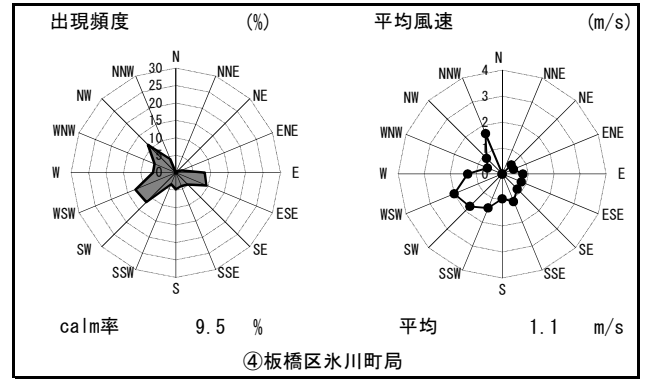 出現頻度 (%) 平均風速 (m/s)
N N
NNW 30 NNE NNW 4 NNE
NW 25 NE NW 3 NE
20
15 2
WNW 10 ENE WNW 1 ENE
5
W 0 E W 0 E
WSW ESE WSW ESE
SW SE SW SE
SSW SSE SSW SSE
S S
calm率 9.5 % 平均 1.1 m/s
④板橋区氷川町局